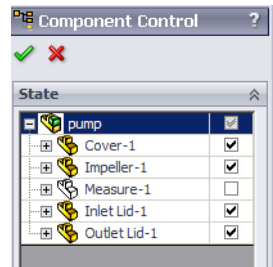 Component Control ?
State
pump
Cover-1
Impeller-1
Measure-1
Inlet Lid-1
Outlet Lid-1